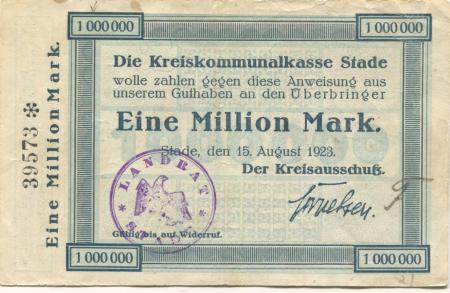 1 000 000
1 000 000
Die Kreiskommunalkasse Stade
wolle zahlen gegen diese Anweisung aus
unserem Guthaben an den Überbringer
Eine Million Mark.
Stade, den 15. August 1923.
Der Kreisausschuß.
LANDRAT
STADE
Gültig bis auf Widerruf.
1 000 000
1 000 000
39573 ✻
Eine Million Mark.